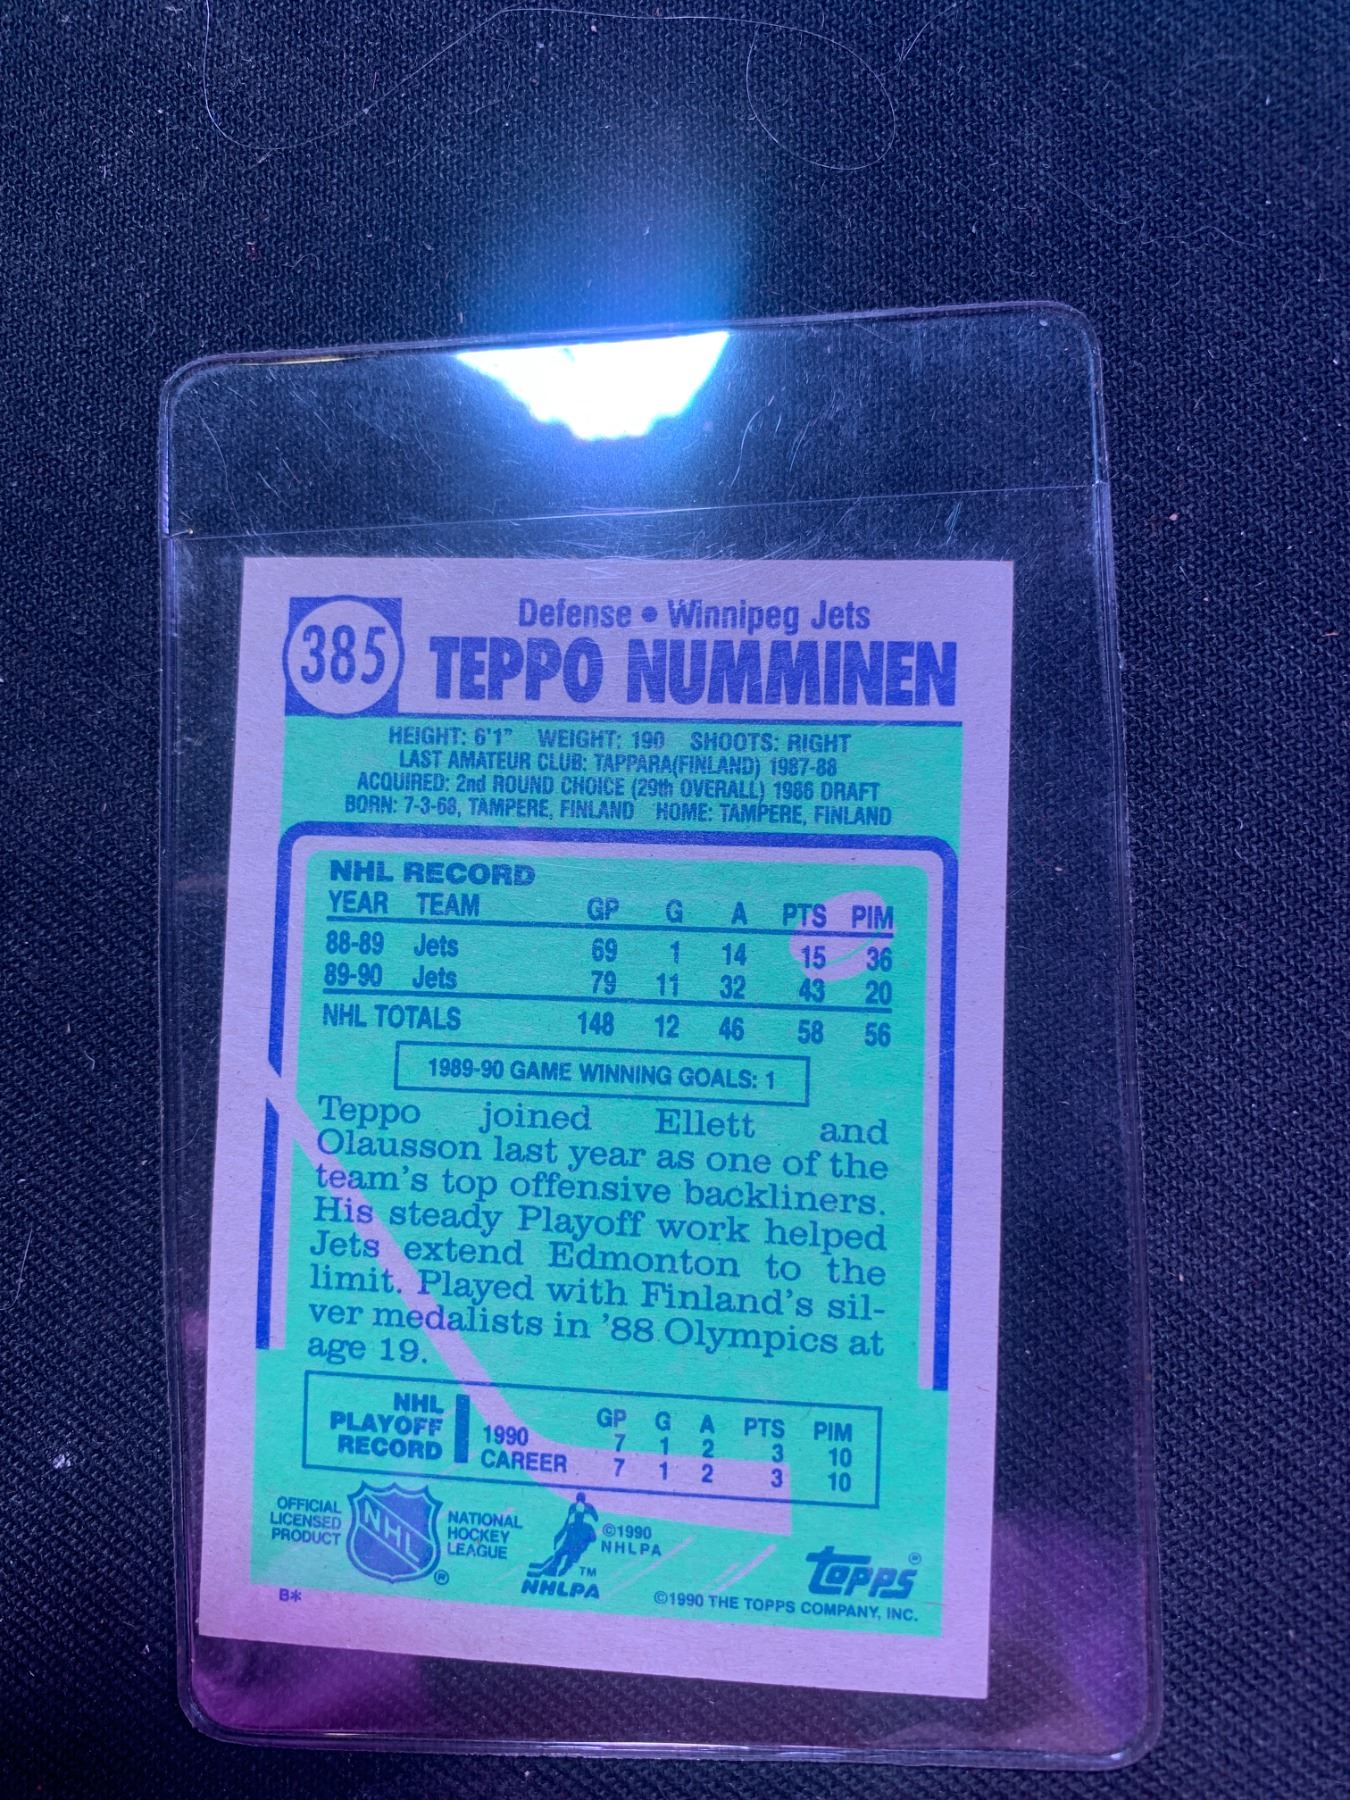 385
Defense • Winnipeg Jets
TEPPO NUMMINEN
HEIGHT: 6'1" WEIGHT: 190 SHOOTS: RIGHT
LAST AMATEUR CLUB: TAPPARA(FINLAND) 1987-88
ACQUIRED: 2nd ROUND CHOICE (29th OVERALL) 1986 DRAFT
BORN: 7-3-68, TAMPERE, FINLAND HOME: TAMPERE, FINLAND
NHL RECORD
YEAR TEAM GP G A PTS PIM
88-89 Jets 69 1 14 15 36
89-90 Jets 79 11 32 43 20
NHL TOTALS 148 12 46 58 56
1989-90 GAME WINNING GOALS: 1
Teppo joined Ellett and
Olausson last year as one of the
team's top offensive backliners.
His steady Playoff work helped
Jets extend Edmonton to the
limit. Played with Finland's sil-
ver medalists in '88 Olympics at
age 19.
NHL
PLAYOFF
RECORD
GP G A PTS PIM
1990 7 1 2 3 10
CAREER 7 1 2 3 10
OFFICIAL
LICENSED
PRODUCT
NHL
®
NATIONAL
HOCKEY
LEAGUE
TM
NHLPA
©1990
NHLPA
topps®
©1990 THE TOPPS COMPANY, INC.
B*